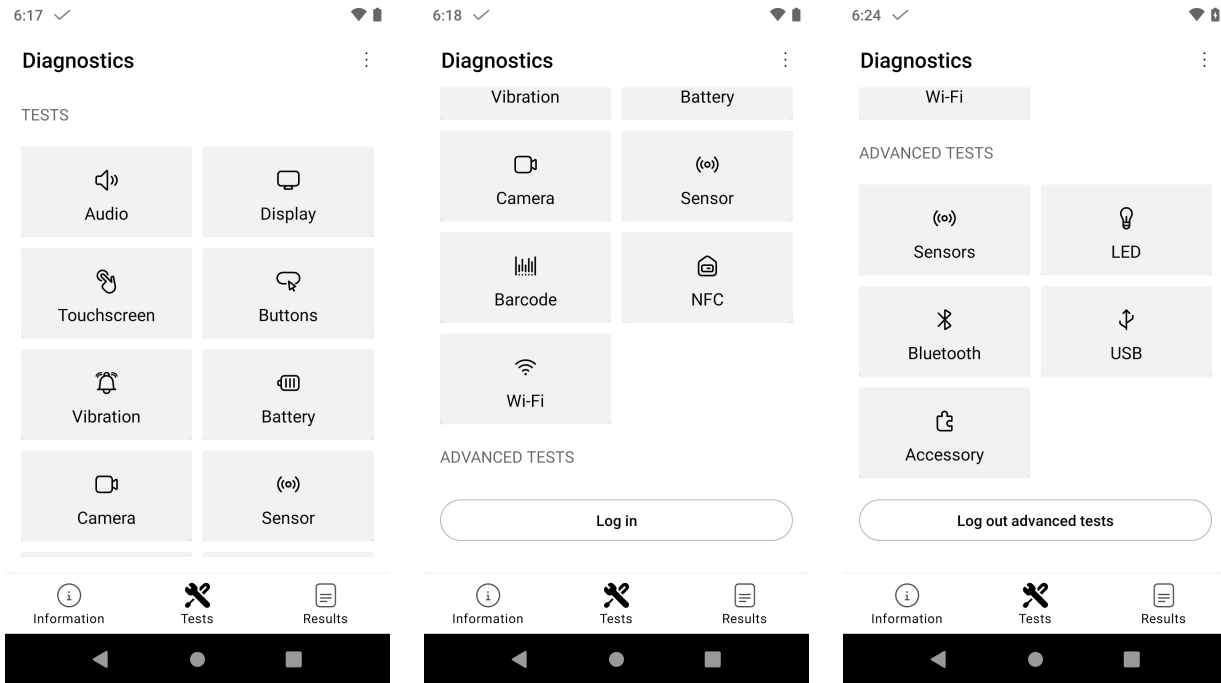 6:17
Diagnostics
TESTS
Audio
Display
Touchscreen
Buttons
Vibration
Battery
Camera
Sensor
Information
Tests
Results
6:18
Diagnostics
Vibration
Battery
Camera
Sensor
Barcode
NFC
Wi-Fi
ADVANCED TESTS
Log in
Information
Tests
Results
6:24
Diagnostics
Wi-Fi
ADVANCED TESTS
Sensors
LED
Bluetooth
USB
Accessory
Log out advanced tests
Information
Tests
Results